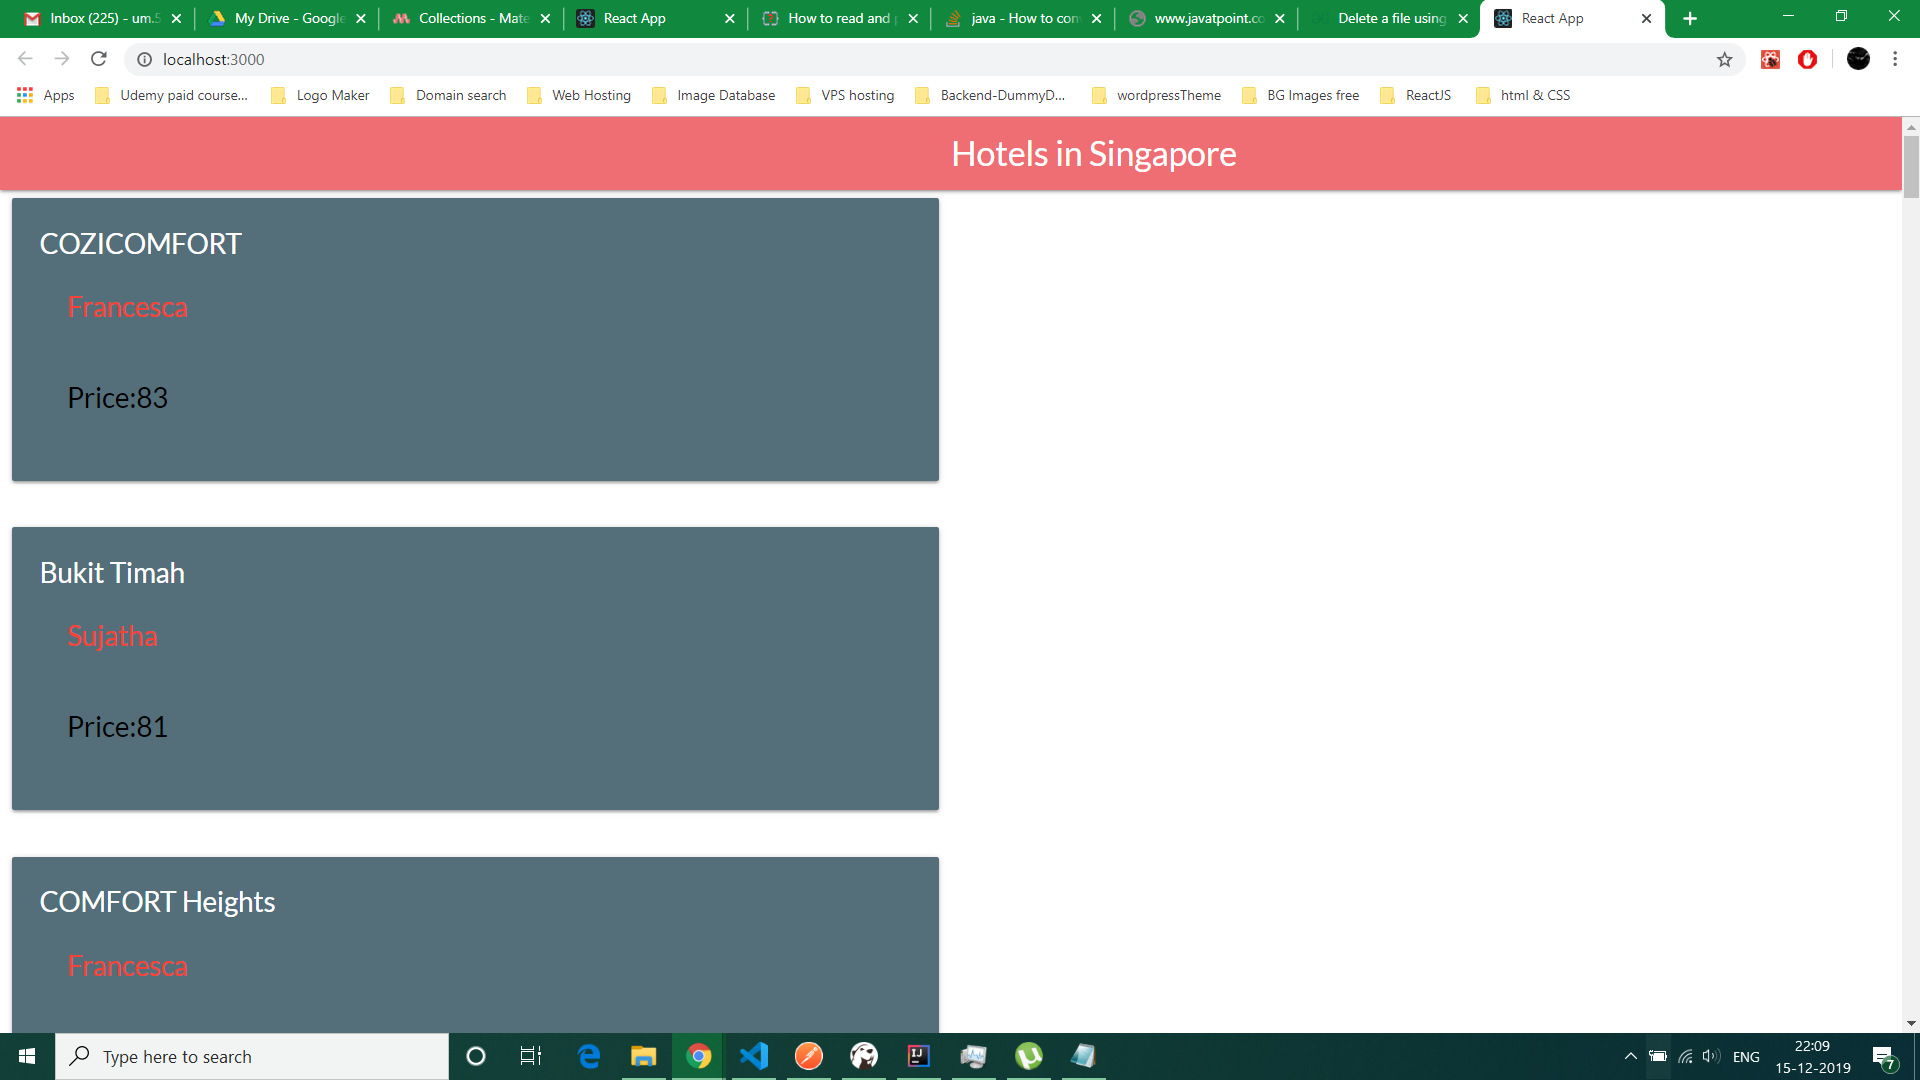 Inbox (225) - um.5
My Drive - Google
Collections - Mate
React App
How to read and
java - How to con
www.javatpoint.co
Delete a file using
React App
localhost:3000
Apps
Udemy paid course...
Logo Maker
Domain search
Web Hosting
Image Database
VPS hosting
Backend-DummyD...
wordpressTheme
BG Images free
ReactJS
html & CSS
Hotels in Singapore
COZICOMFORT
Francesca
Price:83
Bukit Timah
Sujatha
Price:81
COMFORT Heights
Francesca
Type here to search
ENG
22:09
15-12-2019
7